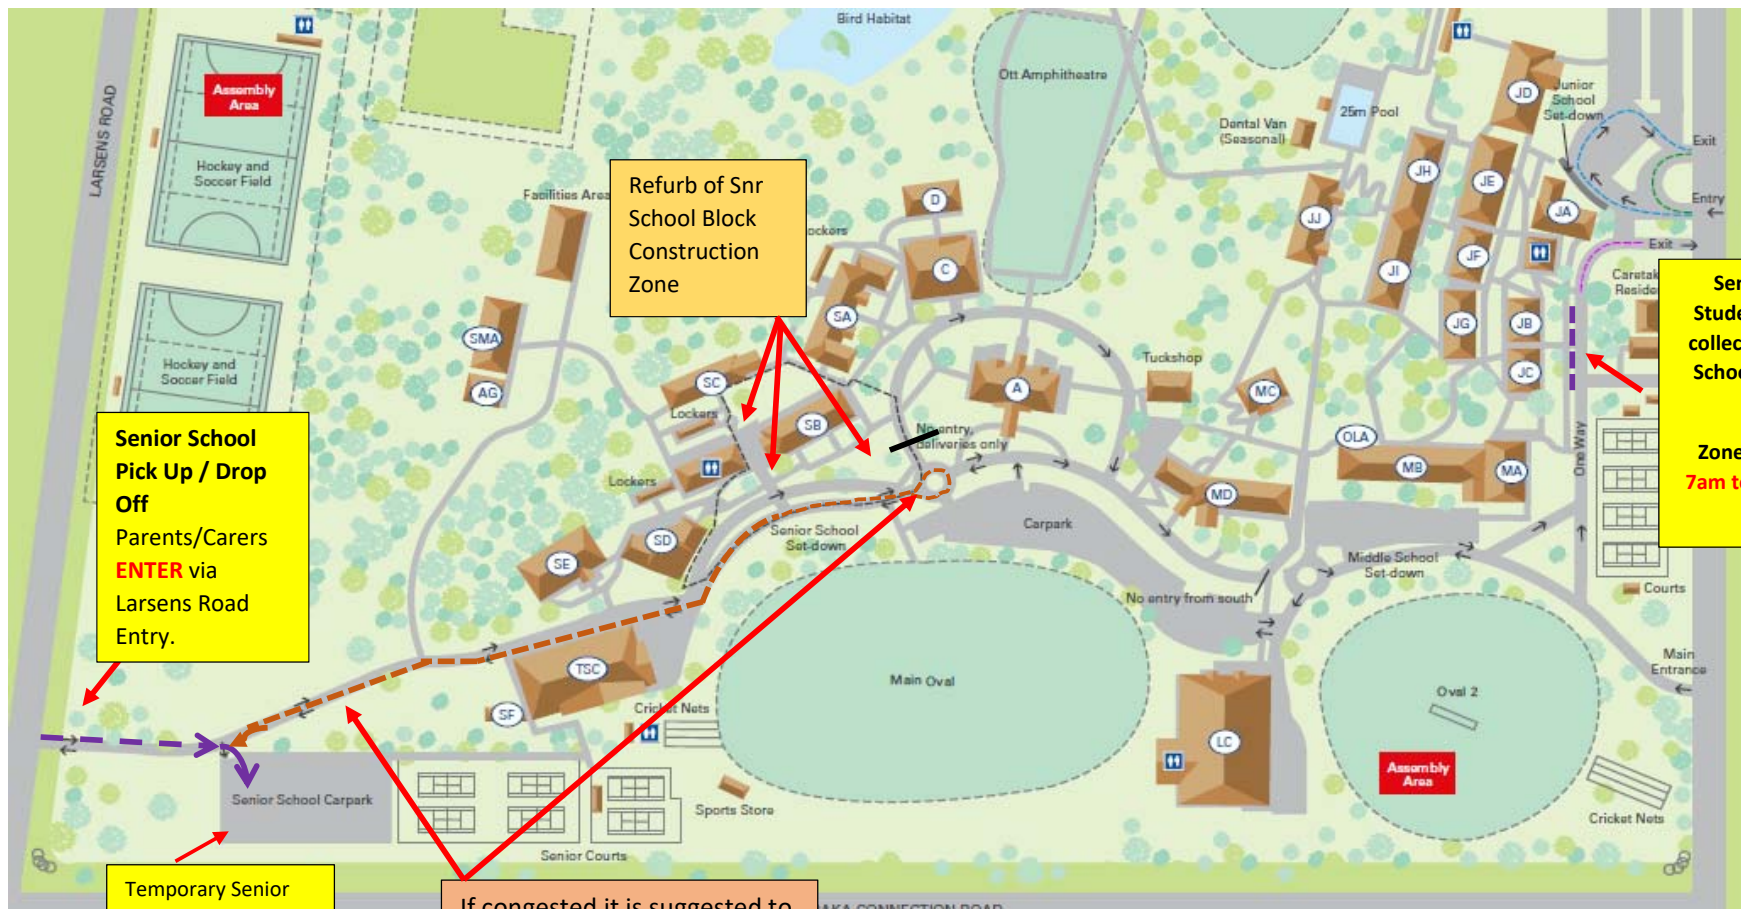 Bird Habitat
LARSENS ROAD
Assembly
Area
Hockey and
Soccer Field
Facilities Area
Ott Amphitheatre
25m Pool
Dental Van
(Seasonal)
JD
Junior
School
Set-down
Exit
Entry
Exit
JH
JE
JA
JJ
JF
JI
JG
JB
JC
Refurb of Snr
School Block
Construction
Zone
D
C
SA
SMA
AG
Hockey and
Soccer Field
SC
Lockers
SB
Lockers
A
No entry,
deliveries only
Tuckshop
MC
OLA
MB
MA
MD
One Way
7am
Courts
Senior School
Pick Up / Drop
Off
Parents/Carers
ENTER via
Larsens Road
Entry.
SE
SD
Senior School
Set-down
Carpark
Middle School
Set-down
No entry from south
Main
Entrance
TSC
SF
Cricket Nets
Main Oval
LC
Oval 2
Assembly
Area
Cricket Nets
Senior School Carpark
Sports Store
Senior Courts
Temporary Senior
If congested it is suggested to
CONNECTION ROAD